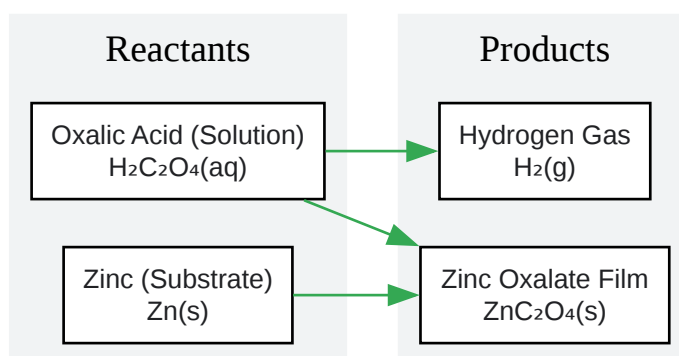 Reactants
Products
Oxalic Acid (Solution)
H₂C₂O₄(aq)
Hydrogen Gas
H₂(g)
Zinc (Substrate)
Zn(s)
Zinc Oxalate Film
ZnC₂O₄(s)